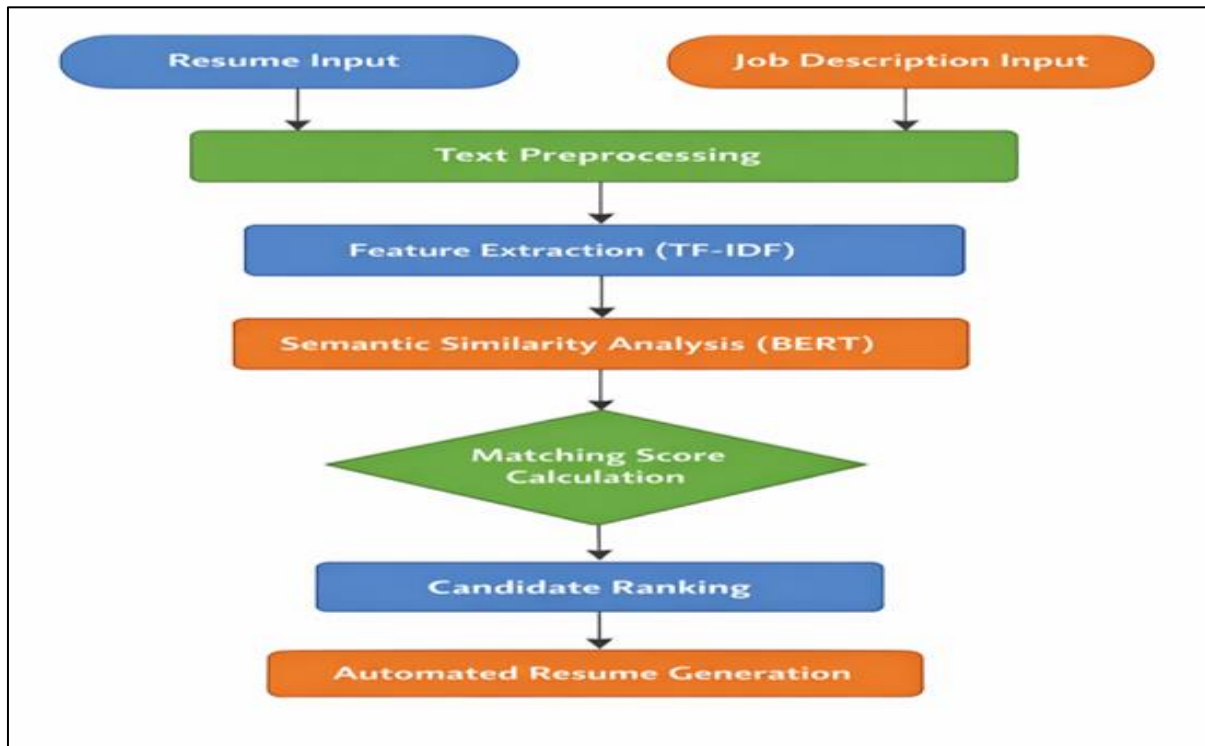 Resume Input
Job Description Input
Text Preprocessing
Feature Extraction (TF-IDF)
Semantic Similarity Analysis (BERT)
Matching Score
Calculation
Candidate Ranking
Automated Resume Generation